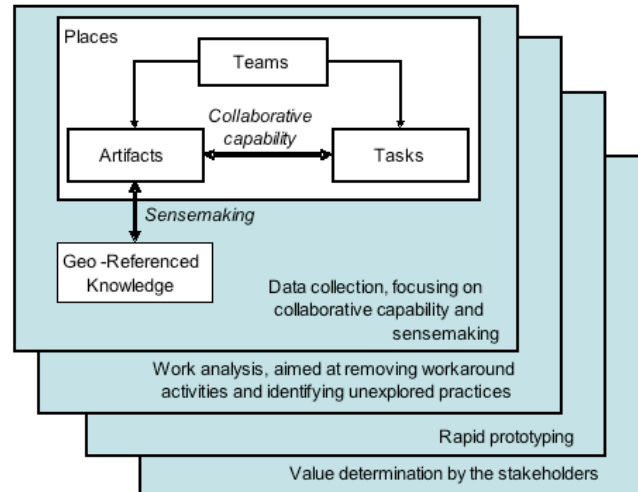 Places
Teams
Collaborative
capability
Artifacts
Tasks
Sensemaking
Geo -Referenced
Knowledge
Data collection, focusing on
collaborative capability and
sensemaking
Work analysis, aimed at removing workaround
activities and identifying unexplored practices
Rapid prototyping
Value determination by the stakeholders